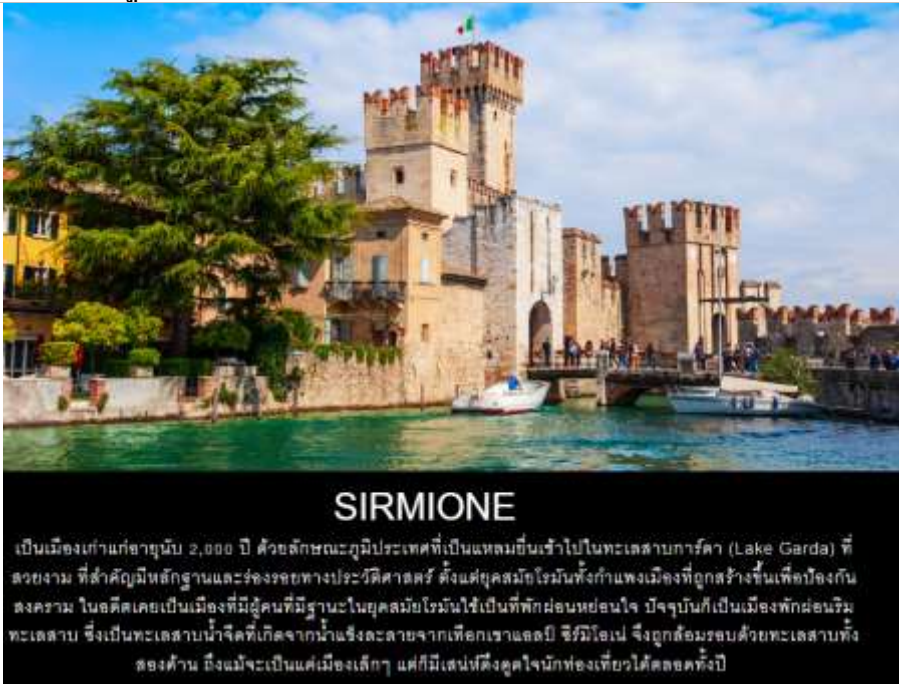 SIRMIONE
เป็นเมืองเก่าแก่อายุนับ 2,000 ปี ด้วยลักษณะภูมิประเทศที่เป็นแหลมยื่นเข้าไปในทะเลสาบการ์ดา (Lake Garda) ที่
สวยงาม ที่สำคัญมีหลักฐานและร่องรอยทางประวัติศาสตร์ ตั้งแต่ยุคสมัยโรมันทั้งกำแพงเมืองที่ถูกสร้างขึ้นเพื่อป้องกัน
สงคราม ในอดีตเคยเป็นเมืองที่มีผู้คนที่มีฐานะในยุคสมัยโรมันใช้เป็นที่พักผ่อนหย่อนใจ ปัจจุบันก็เป็นเมืองพักผ่อนริม
ทะเลสาบ ซึ่งเป็นทะเลสาบน้ำจืดที่เกิดจากน้ำแข็งละลายจากเทือกเขาแอลป์ ซีร์มิโอเน่ จึงถูกล้อมรอบด้วยทะเลสาบทั้ง
สองด้าน ถึงแม้จะเป็นแค่เมืองเล็กๆ แต่ก็มีเสน่ห์ดึงดูดใจนักท่องเที่ยวได้ตลอดทั้งปี